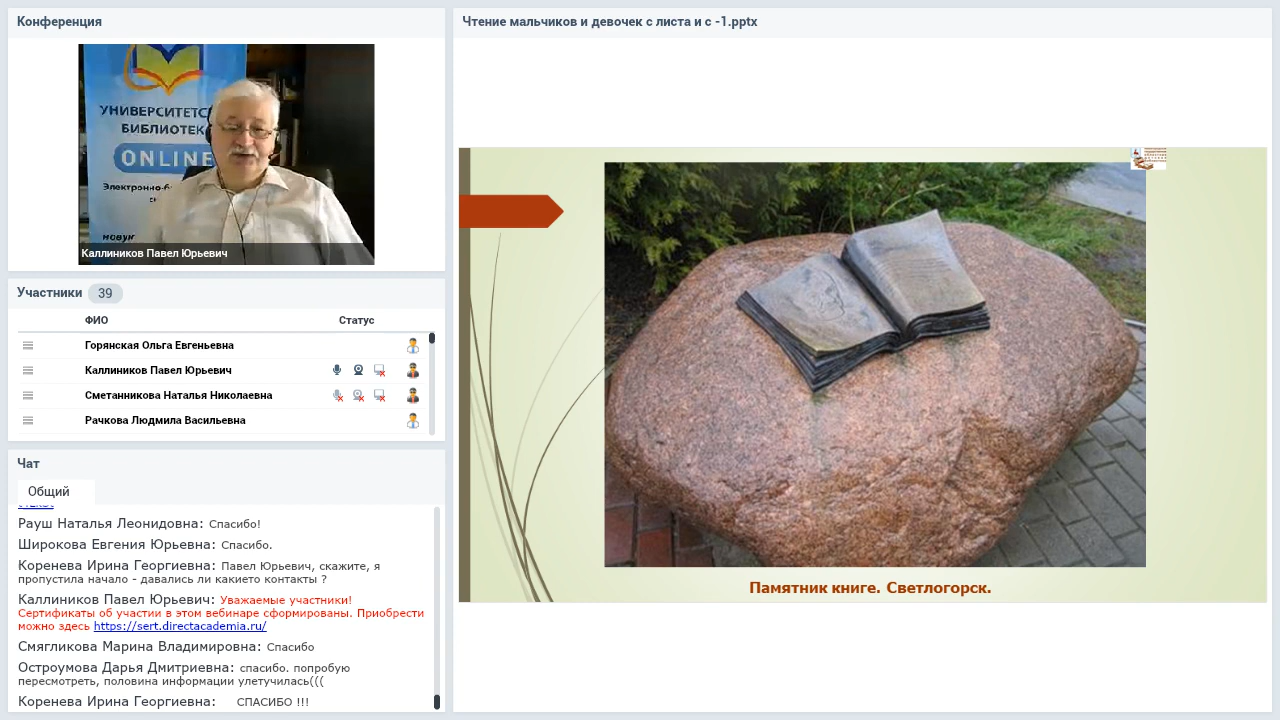 Конференция
УНИВЕРСИТЕТС
БИБЛИОТЕК
ONLINE
Электронно-б
Каллиников Павел Юрьевич
Участники 39
ФИО Статус
Горянская Ольга Евгеньевна
Каллиников Павел Юрьевич
Сметанникова Наталья Николаевна
Рачкова Людмила Васильевна
Чат
Общий
Рауш Наталья Леонидовна: Спасибо!
Широкова Евгения Юрьевна: Спасибо.
Коренева Ирина Георгиевна: Павел Юрьевич, скажите, я
пропустила начало - давались ли какието контакты ?
Каллиников Павел Юрьевич: Уважаемые участники!
Сертификаты об участии в этом вебинаре сформированы. Приобрести
можно здесь https://sert.directacademia.ru/
Смягликова Марина Владимировна: Спасибо
Остроумова Дарья Дмитриевна: спасибо. попробую
пересмотреть, половина информации улетучилась(((
Коренева Ирина Георгиевна: СПАСИБО !!!
Чтение мальчиков и девочек с листа и с -1.pptx
Памятник книге. Светлогорск.